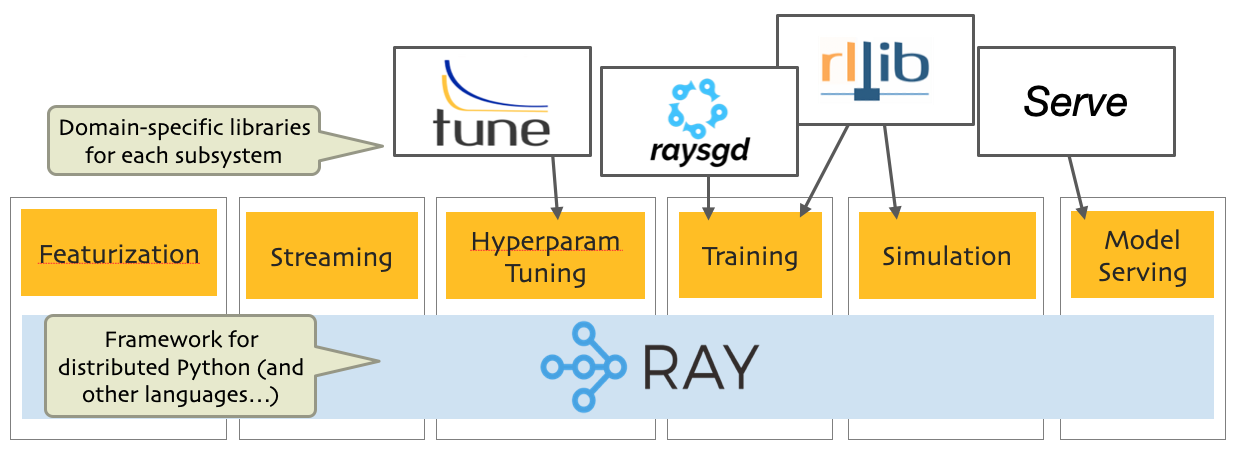 tune
raysgd
rllib
Serve
Domain-specific libraries
for each subsystem
Featurization
Streaming
Hyperparam
Tuning
Training
Simulation
Model
Serving
Framework for
distributed Python (and
other languages…)
RAY